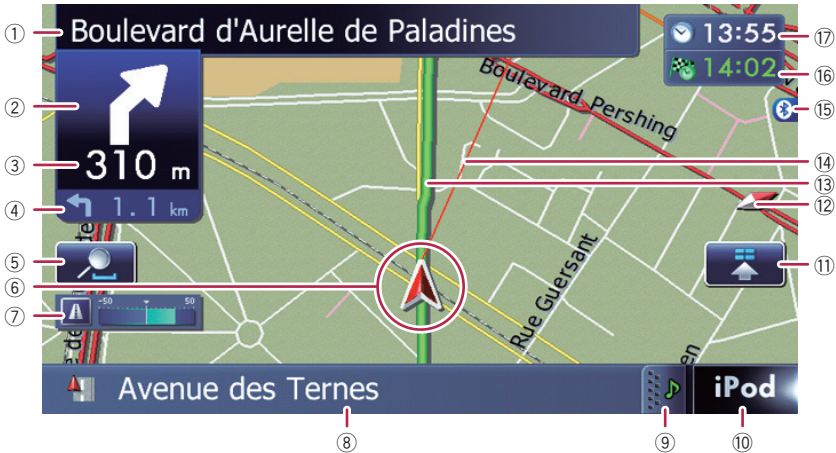 ① Boulevard d'Aurelle de Paladines
13:55 ⑰
14:02 ⑯
Boulevard Pershing
⑮
②
③ 310 m
⑭
⑬
④ 1.1 km
⑫
⑤
⑪
⑥
Rue Guersant
⑦ -50 50
de
en
Avenue des Ternes
iPod
⑧
⑨
⑩